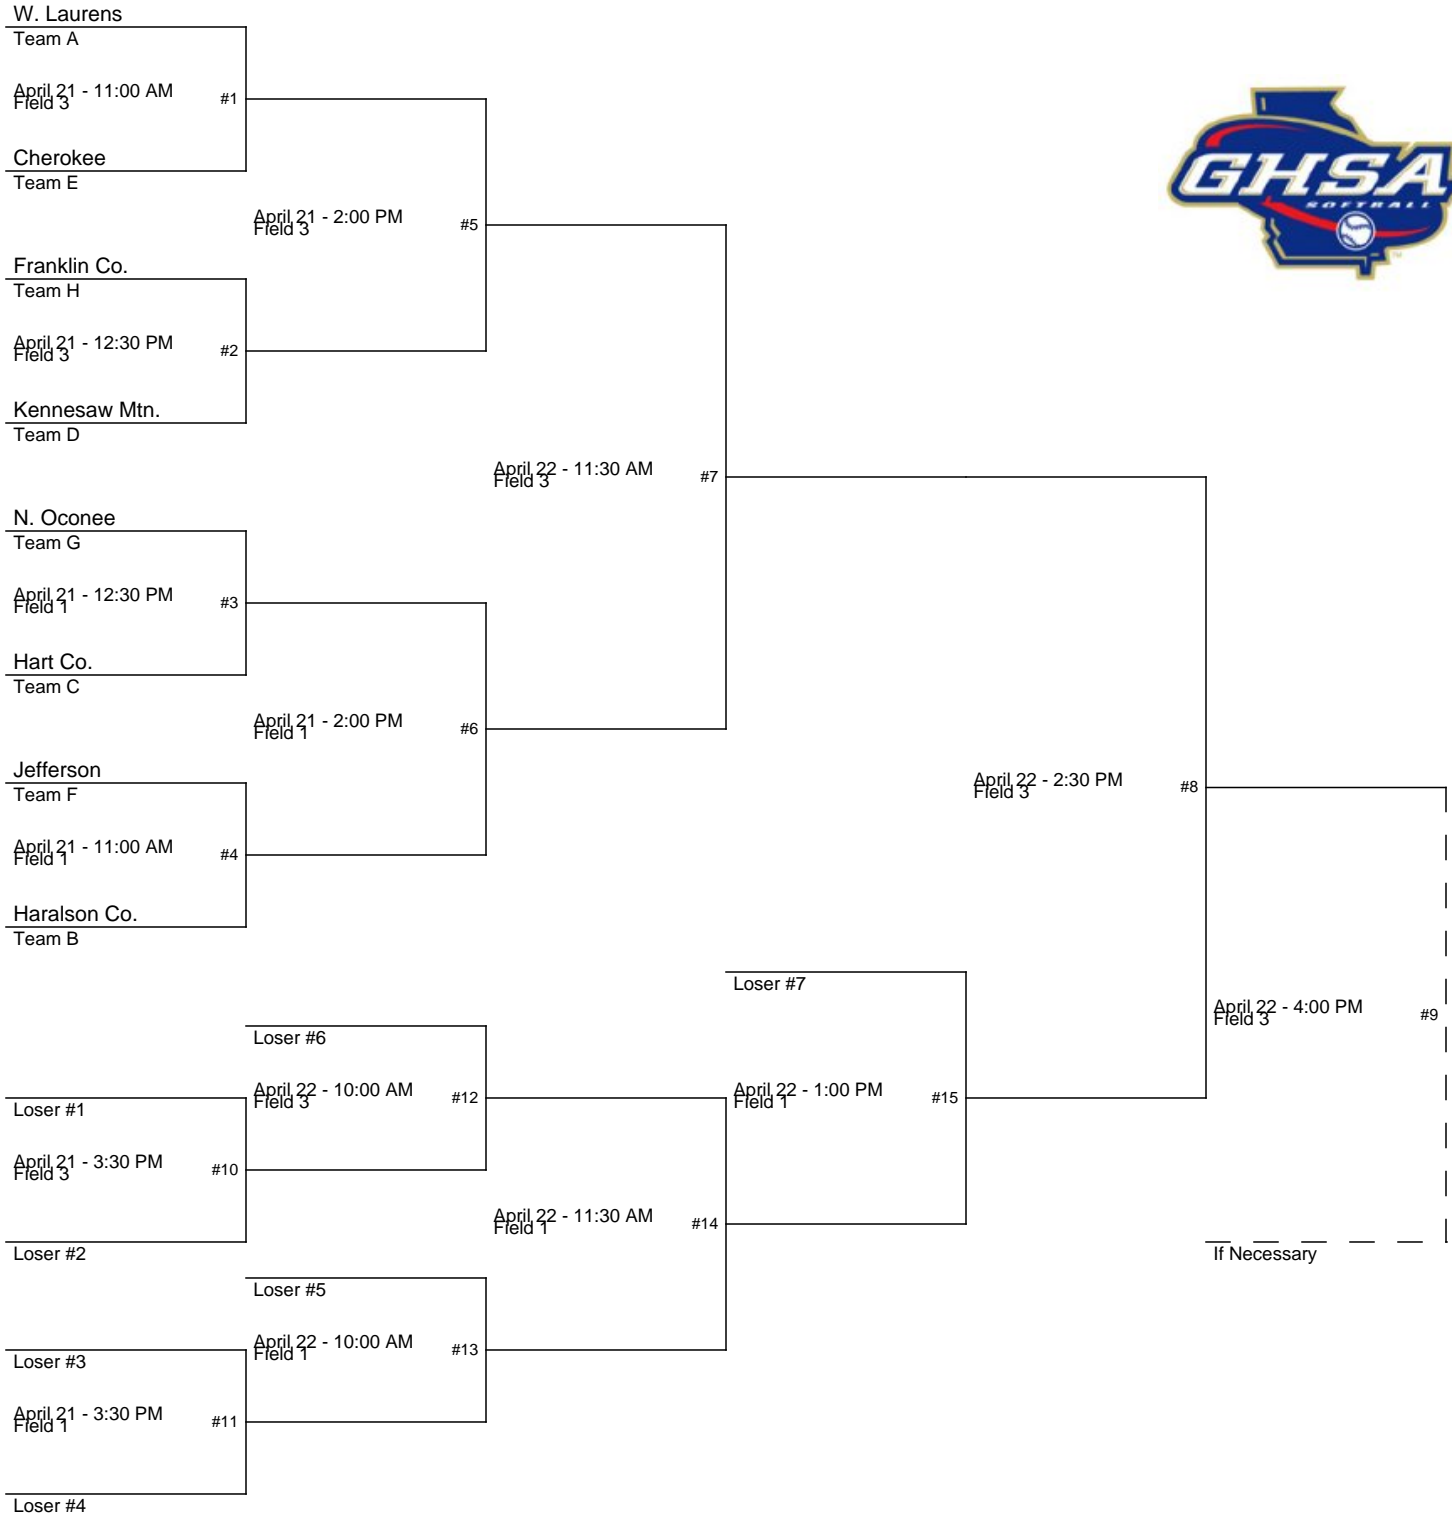 W. Laurens
Team A
April 21 - 11:00 AM
Field 3
#1
Cherokee
Team E
April 21 - 2:00 PM
Field 3
#5
Franklin Co.
Team H
April 21 - 12:30 PM
Field 3
#2
Kennesaw Mtn.
Team D
April 22 - 11:30 AM
Field 3
#7
N. Oconee
Team G
April 21 - 12:30 PM
Field 1
#3
Hart Co.
Team C
April 21 - 2:00 PM
Field 1
#6
Jefferson
Team F
April 21 - 11:00 AM
Field 1
#4
Haralson Co.
Team B
April 22 - 2:30 PM
Field 3
#8
GHSA
SOFTBALL
TM
Loser #7
Loser #6
April 22 - 10:00 AM
Field 3
#12
Loser #1
April 21 - 3:30 PM
Field 3
#10
Loser #2
April 22 - 1:00 PM
Field 1
#15
April 22 - 4:00 PM
Field 3
#9
April 22 - 11:30 AM
Field 1
#14
If Necessary
Loser #5
April 22 - 10:00 AM
Field 1
#13
Loser #3
April 21 - 3:30 PM
Field 1
#11
Loser #4